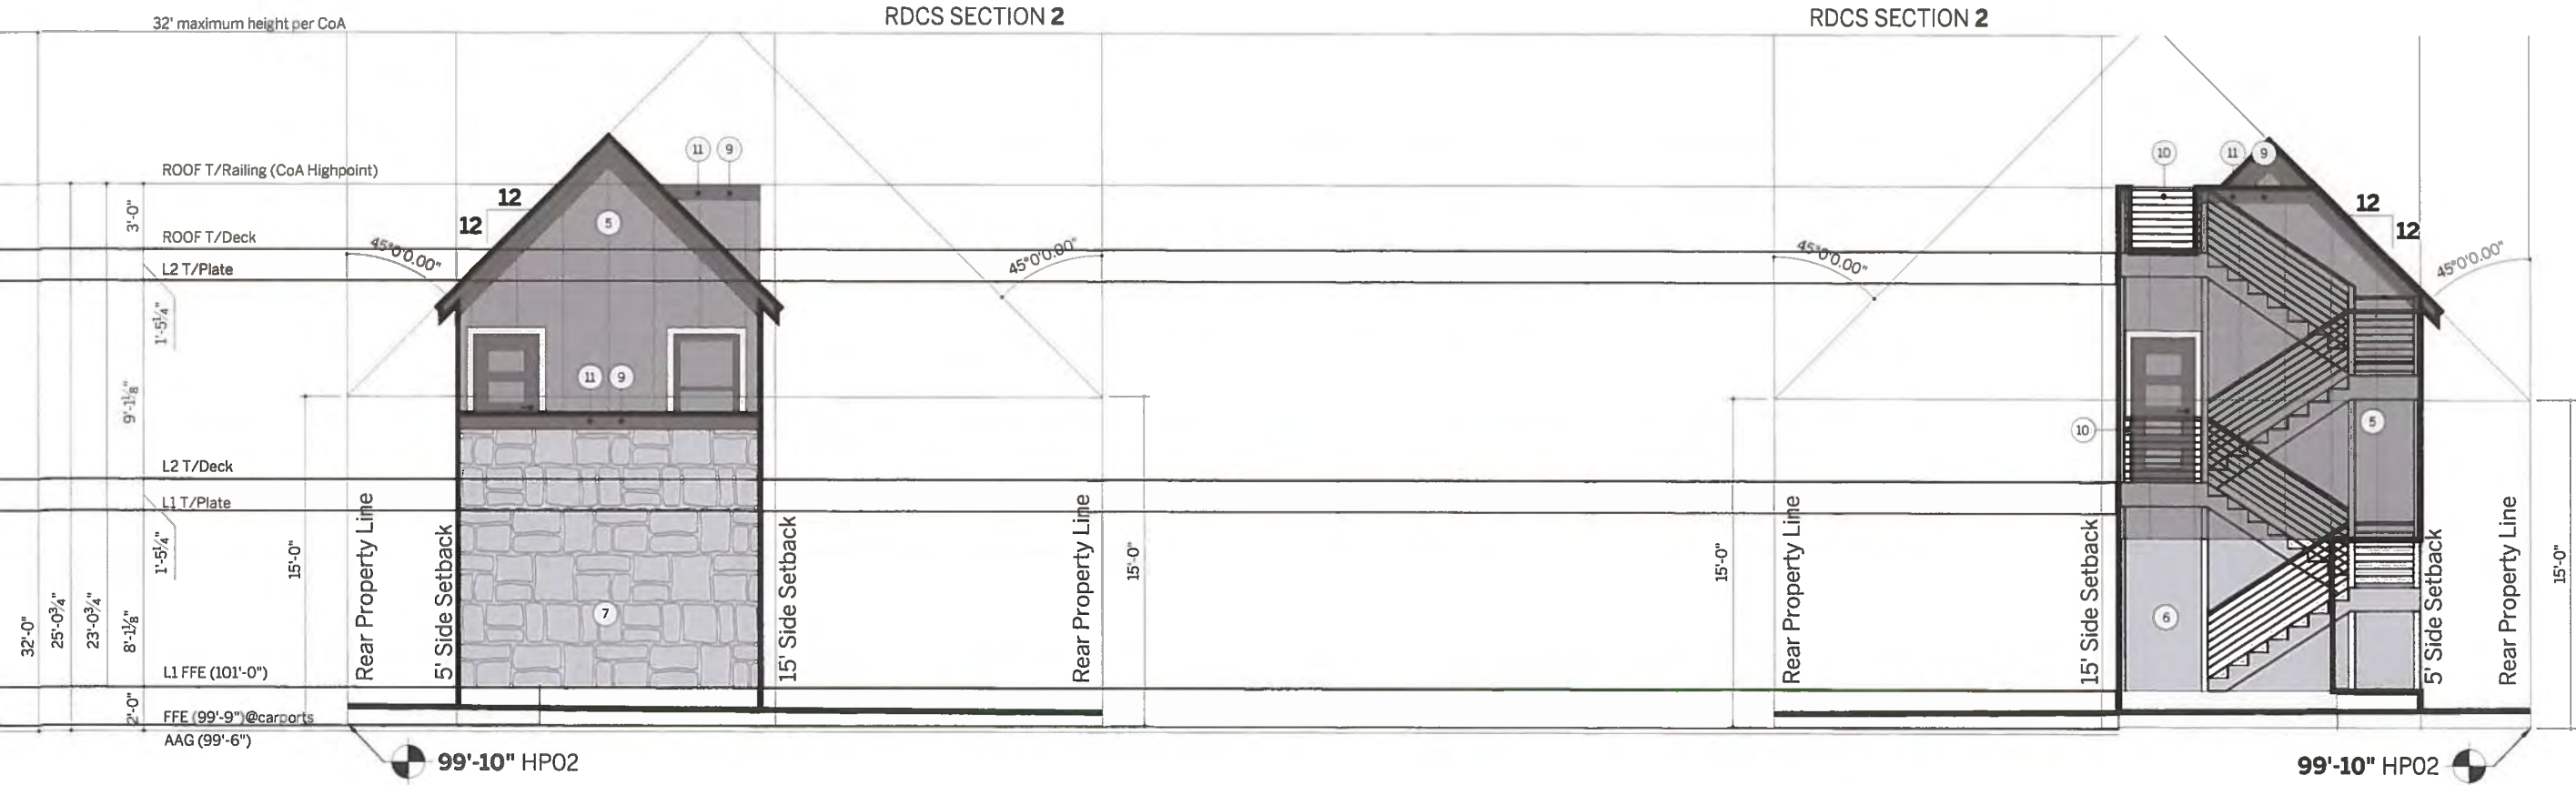 RDCS SECTION 2
RDCS SECTION 2
32' maximum height per CoA
ROOF T/Railing (CoA Highpoint)
ROOF T/Deck
L2 T/Plate
L2 T/Deck
L1 T/Plate
L1 FFE (101'-0")
FFE (99'-9")@carports
AAG (99'-6")
32'-0"
25'-0¾"
23'-0¾"
3'-0"
1'-5¼"
9'-1⅛"
1'-5¼"
8'-1⅛"
2'-0"
15'-0"
Rear Property Line
5' Side Setback
12
12
45°0'0.00"
5
11
9
11
9
7
15' Side Setback
45°0'0.00"
Rear Property Line
15'-0"
99'-10" HP02
15'-0"
Rear Property Line
45°0'0.00"
15' Side Setback
10
11
9
12
12
45°0'0.00"
10
5
6
5' Side Setback
Rear Property Line
15'-0"
99'-10" HP02